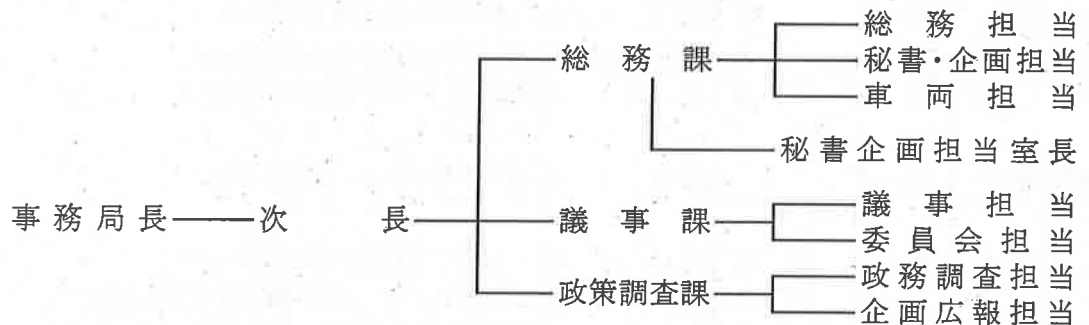 総務担当
総務課 秘書・企画担当
車両担当
秘書企画担当室長
事務局長 次長 議事課 議事担当
委員会担当
政策調査課 政務調査担当
企画広報担当